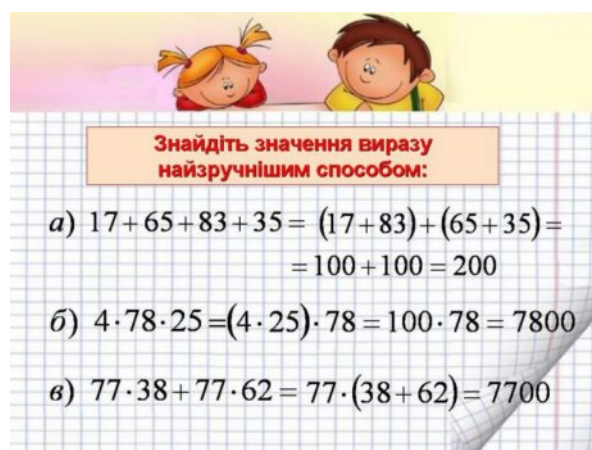 Знайдіть значення виразу
найзручнішим способом:
а) 17+65+83+35= (17+83)+(65+35)=
=100+100=200
б) 4·78·25=(4·25)·78=100·78=7800
в) 77·38+77·62=77·(38+62)=7700